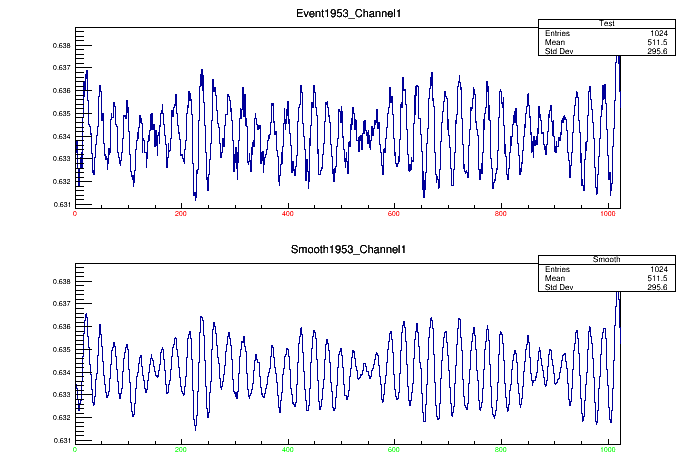 Event1953_Channel1
Test
Entries 1024
Mean 511.5
Std Dev 295.6
0.638
0.637
0.636
0.635
0.634
0.633
0.632
0.631
0 200 400 600 800 1000
Smooth1953_Channel1
Smooth
Entries 1024
Mean 511.5
Std Dev 295.6
0.638
0.637
0.636
0.635
0.634
0.633
0.632
0.631
0 200 400 600 800 1000